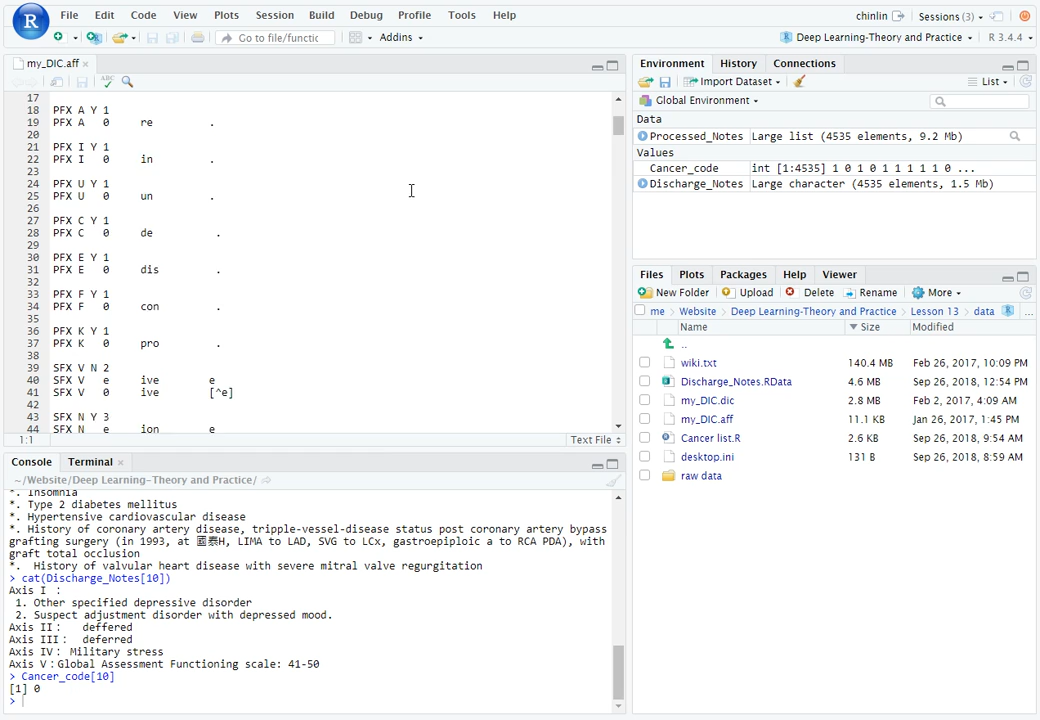 File Edit Code View Plots Session Build Debug Profile Tools Help
chinlin Sessions (3)
Go to file/functic Addins
Deep Learning-Theory and Practice R 3.4.4
my_DIC.aff
17
18 PFX A Y 1
19 PFX A 0 re .
20
21 PFX I Y 1
22 PFX I 0 in .
23
24 PFX U Y 1
25 PFX U 0 un .
26
27 PFX C Y 1
28 PFX C 0 de .
29
30 PFX E Y 1
31 PFX E 0 dis .
32
33 PFX F Y 1
34 PFX F 0 con .
35
36 PFX K Y 1
37 PFX K 0 pro .
38
39 SFX V N 2
40 SFX V e ive e
41 SFX V 0 ive [^e]
42
43 SFX N Y 3
44 SFX N e ion e
1:1 Text File
Console Terminal
~/Website/Deep Learning-Theory and Practice/
*. Insomnia
*. Type 2 diabetes mellitus
*. Hypertensive cardiovascular disease
*. History of coronary artery disease, tripple-vessel-disease status post coronary artery bypass
grafting surgery (in 1993, at 國泰H, LIMA to LAD, SVG to LCx, gastroepiploic a to RCA PDA), with
graft total occlusion
*. History of valvular heart disease with severe mitral valve regurgitation
> cat(Discharge_Notes[10])
Axis I :
1. Other specified depressive disorder
2. Suspect adjustment disorder with depressed mood.
Axis II: deffered
Axis III: deferred
Axis IV: Military stress
Axis V:Global Assessment Functioning scale: 41-50
> Cancer_code[10]
[1] 0
>
Environment History Connections
Import Dataset List
Global Environment
Data
Processed_Notes Large list (4535 elements, 9.2 Mb)
Values
Cancer_code int [1:4535] 1 0 1 0 1 1 1 1 1 0 ...
Discharge_Notes Large character (4535 elements, 1.5 Mb)
Files Plots Packages Help Viewer
New Folder Upload Delete Rename More
me Website Deep Learning-Theory and Practice Lesson 13 data ...
Name Size Modified
..
wiki.txt 140.4 MB Feb 26, 2017, 10:09 PM
Discharge_Notes.RData 4.6 MB Sep 26, 2018, 12:54 PM
my_DIC.dic 2.8 MB Feb 2, 2017, 4:09 AM
my_DIC.aff 11.1 KB Jan 26, 2017, 1:45 PM
Cancer list.R 2.6 KB Sep 26, 2018, 9:54 AM
desktop.ini 131 B Sep 26, 2018, 8:59 AM
raw data